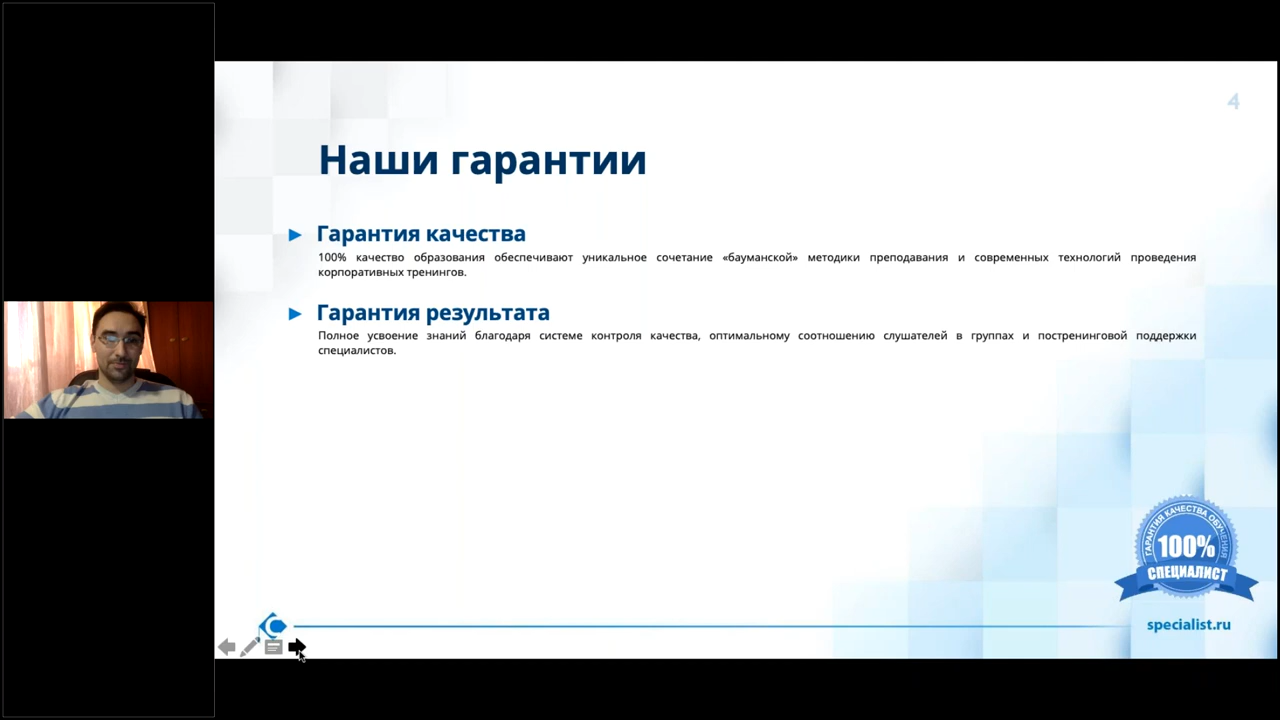 4
Наши гарантии
Гарантия качества
100% качество образования обеспечивают уникальное сочетание «бауманской» методики преподавания и современных технологий проведения
корпоративных тренингов.
Гарантия результата
Полное усвоение знаний благодаря системе контроля качества, оптимальному соотношению слушателей в группах и постренинговой поддержки
специалистов.
ГАРАНТИЯ КАЧЕСТВА ОБУЧЕНИЯ
100%
СПЕЦИАЛИСТ
specialist.ru